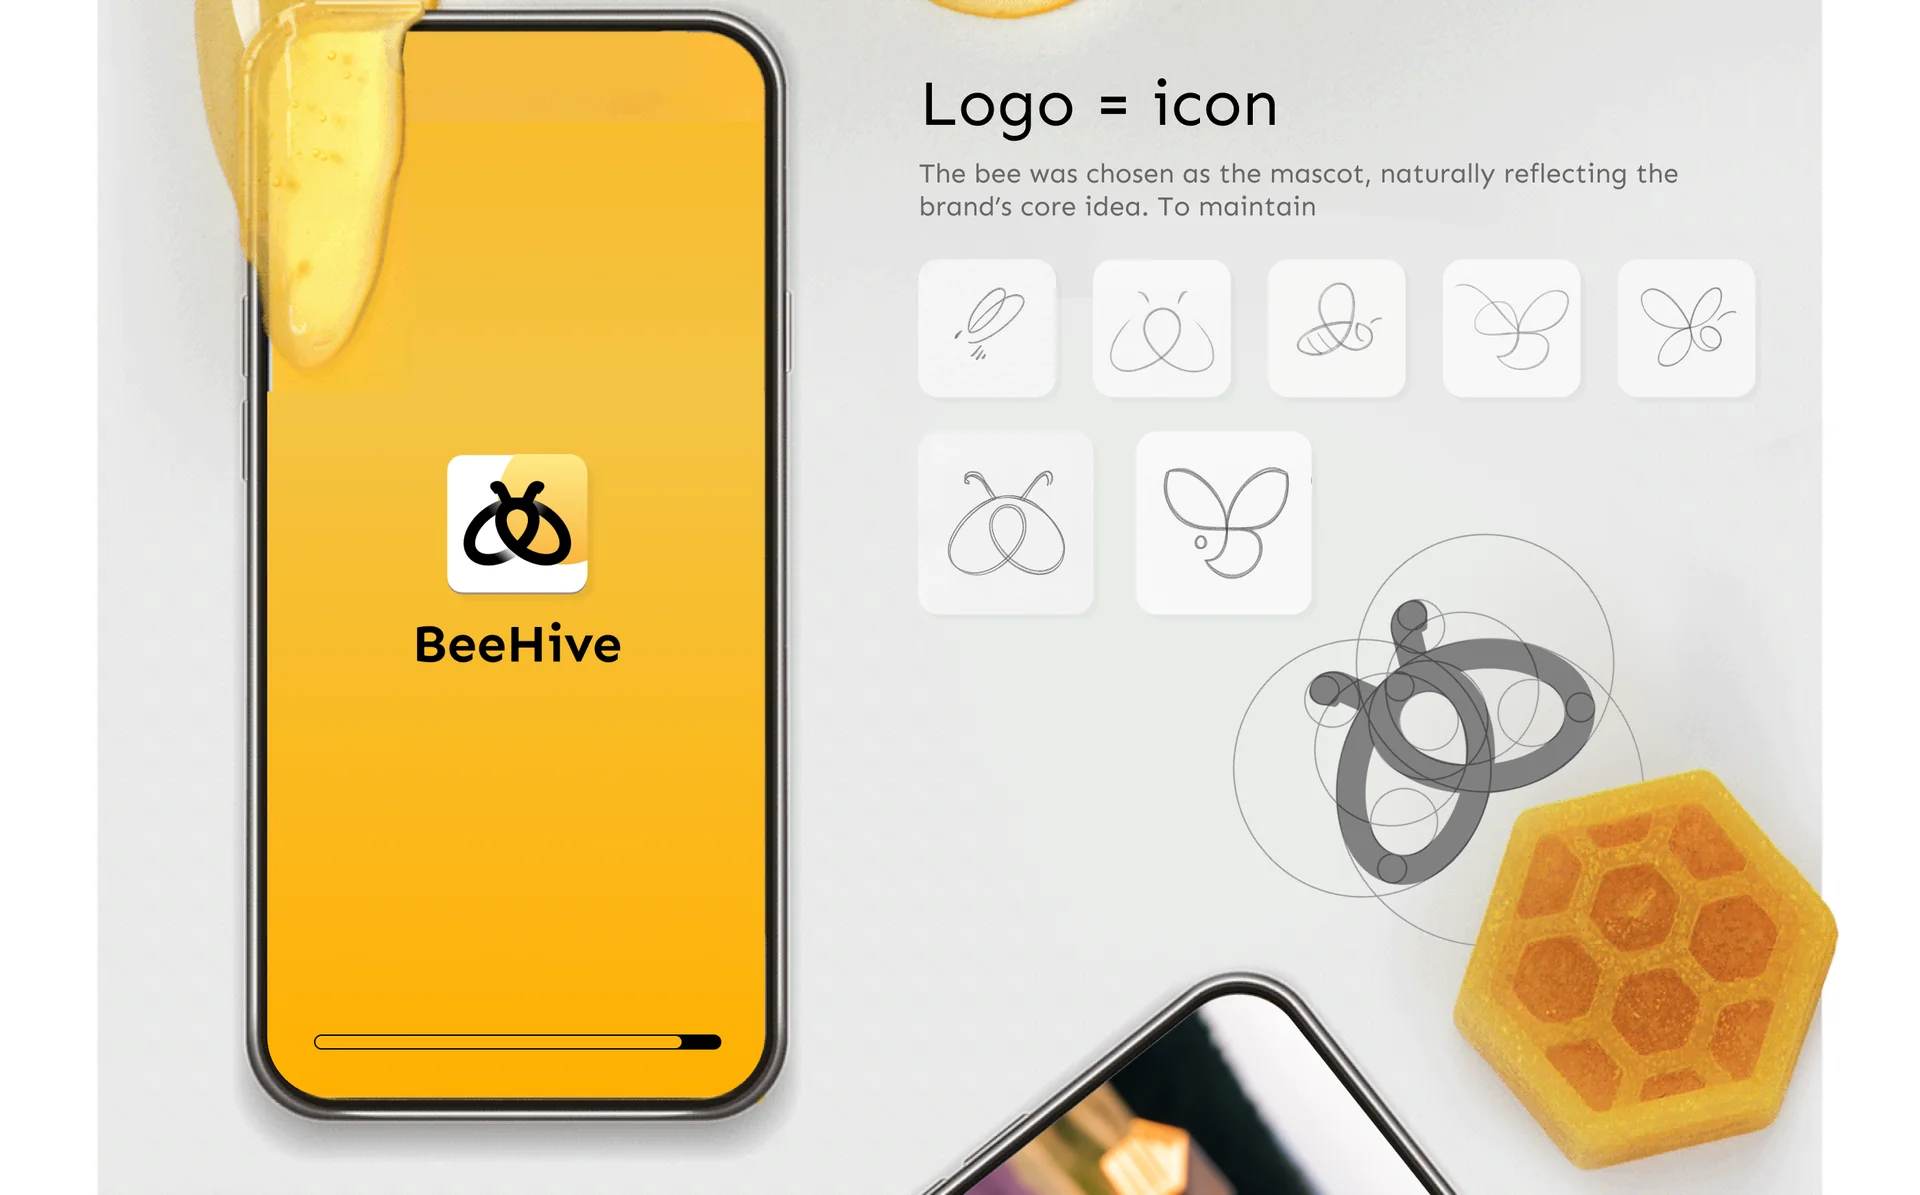 Logo = icon
The bee was chosen as the mascot, naturally reflecting the
brand's core idea. To maintain
BeeHive